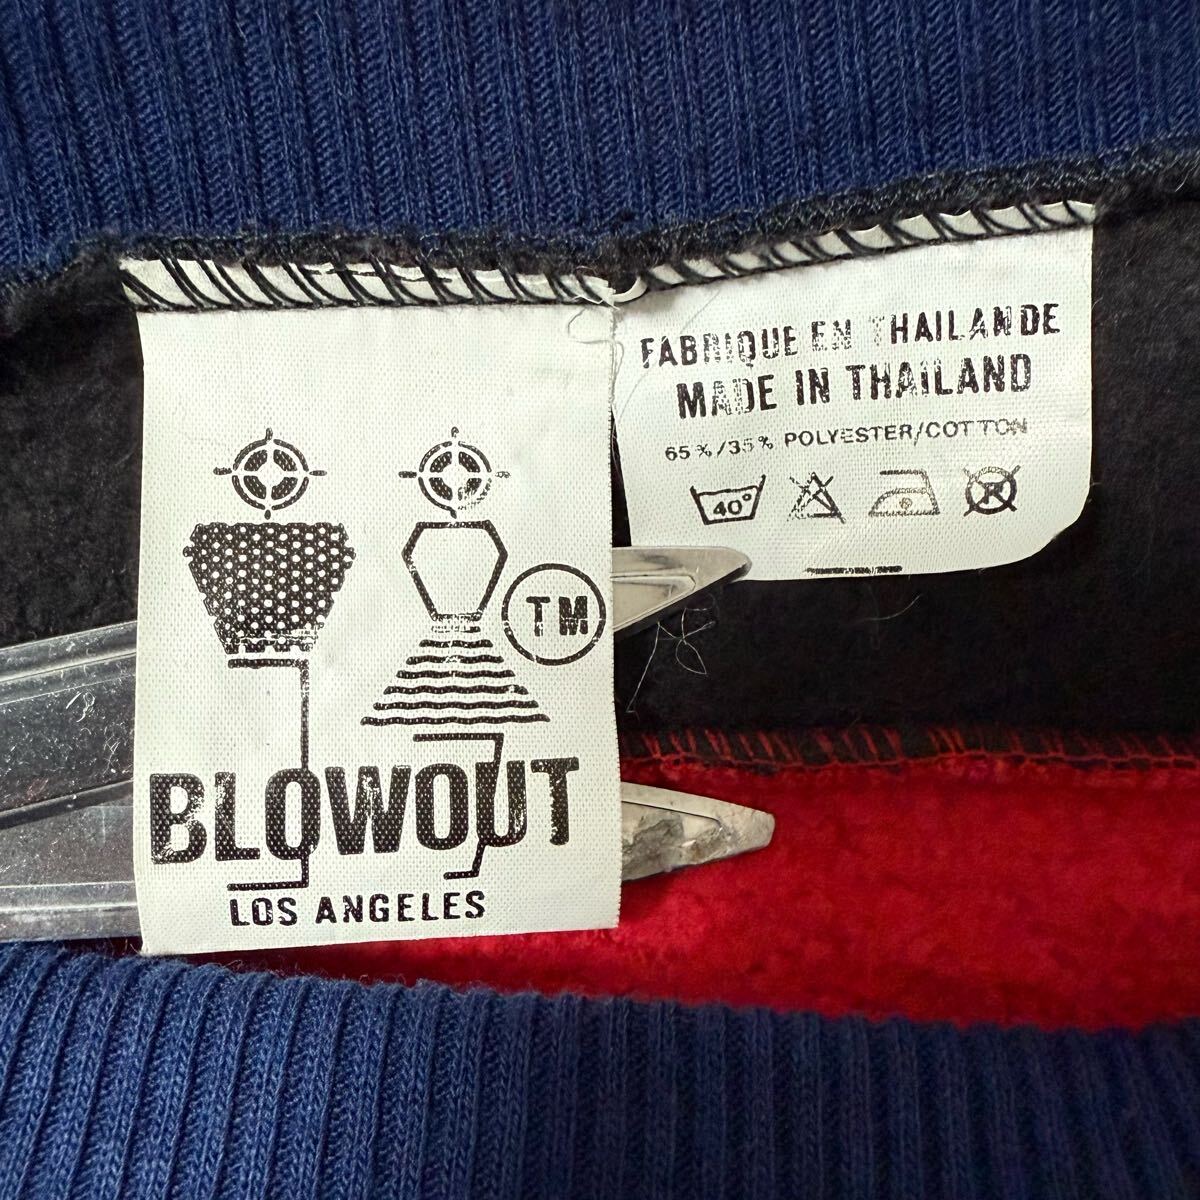 TM
BLOWOUT
LOS ANGELES
FABRIQUE EN THAILANDE
MADE IN THAILAND
65%/35% POLYESTER/COTTON
40°